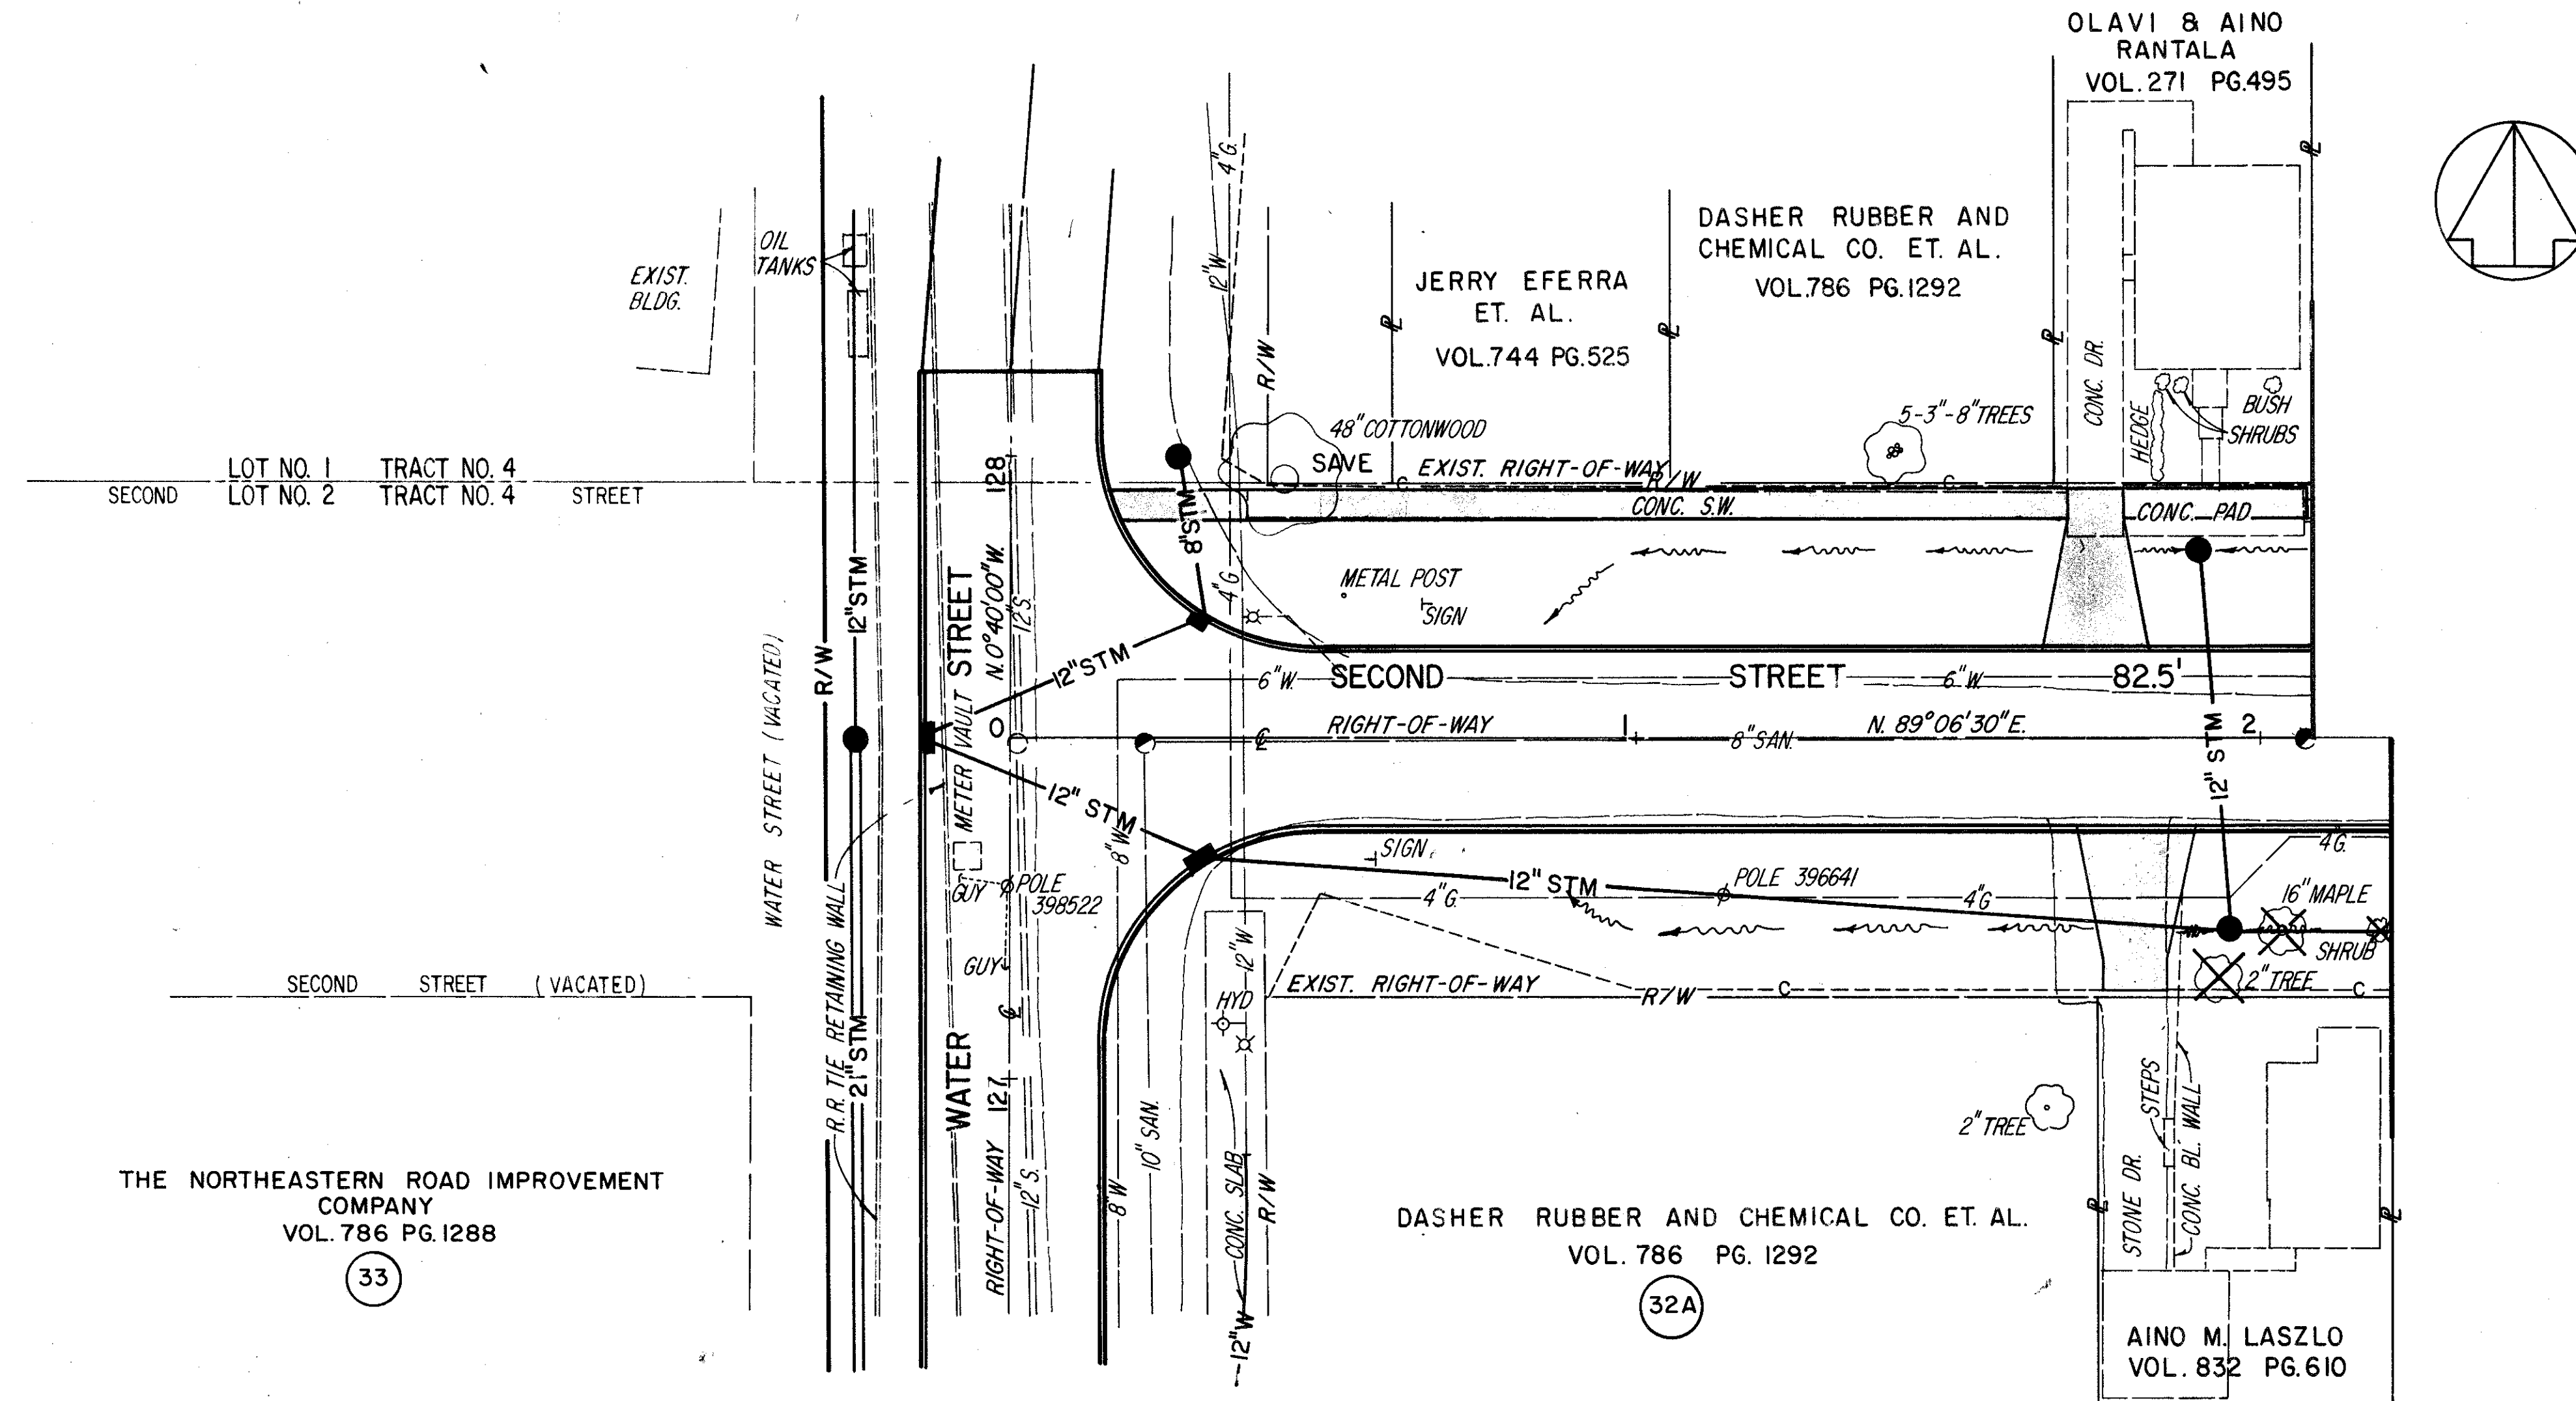 OLAVI & AINO
RANTALA
VOL. 271 PG. 495
DASHER RUBBER AND
CHEMICAL CO. ET. AL.
VOL. 786 PG. 1292
JERRY EFERRA
ET. AL.
VOL. 744 PG. 525
OIL
TANKS
EXIST.
BLDG.
4"G.
12"W
R/W
℄
48" COTTONWOOD
SAVE
EXIST. RIGHT-OF-WAY
R/W
C
C
5-3"-8" TREES
CONC. DR.
HEDGE
BUSH
SHRUBS
LOT NO. 1 TRACT NO. 4
SECOND LOT NO. 2 TRACT NO. 4 STREET
CONC. S.W.
CONC. PAD
128
8"STM
12"STM
METAL POST
SIGN
4"G
N.0°40'00"W.
12"S.
WATER STREET (VACATED)
R/W
STREET
12"STM
6"W.
SECOND STREET
6"W.
82.5'
METER VAULT
0
RIGHT-OF-WAY
1
8"SAN.
N. 89°06'30"E.
2
12" STM
12" STM
12" STM
8"W
SIGN
4"G.
GUY
POLE
398522
GUY
12" STM
POLE 396641
4"G.
4"G
16" MAPLE
SHRUB
2" TREE
R.R. TIE RETAINING WALL
21"STM
12"W
HYD
EXIST. RIGHT-OF-WAY
R/W
C
C
SECOND STREET (VACATED)
WATER
127
RIGHT-OF-WAY
12"S.
8"W
10" SAN.
CONC. SLAB
R/W
12"W
2" TREE
STEPS
STONE DR.
CONC. BL. WALL
THE NORTHEASTERN ROAD IMPROVEMENT
COMPANY
VOL. 786 PG. 1288
33
DASHER RUBBER AND CHEMICAL CO. ET. AL.
VOL. 786 PG. 1292
32A
AINO M. LASZLO
VOL. 832 PG. 610